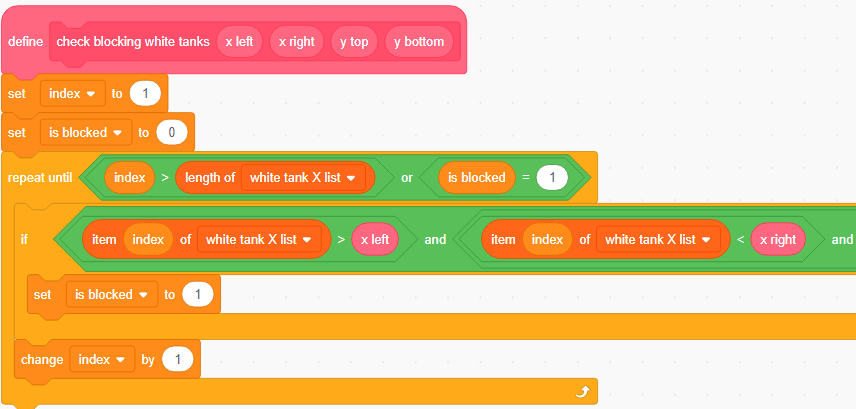 define check blocking white tanks x left x right y top y bottom
set index to 1
set is blocked to 0
repeat until index > length of white tank X list or is blocked = 1
if item index of white tank X list > x left and item index of white tank X list < x right and
set is blocked to 1
change index by 1